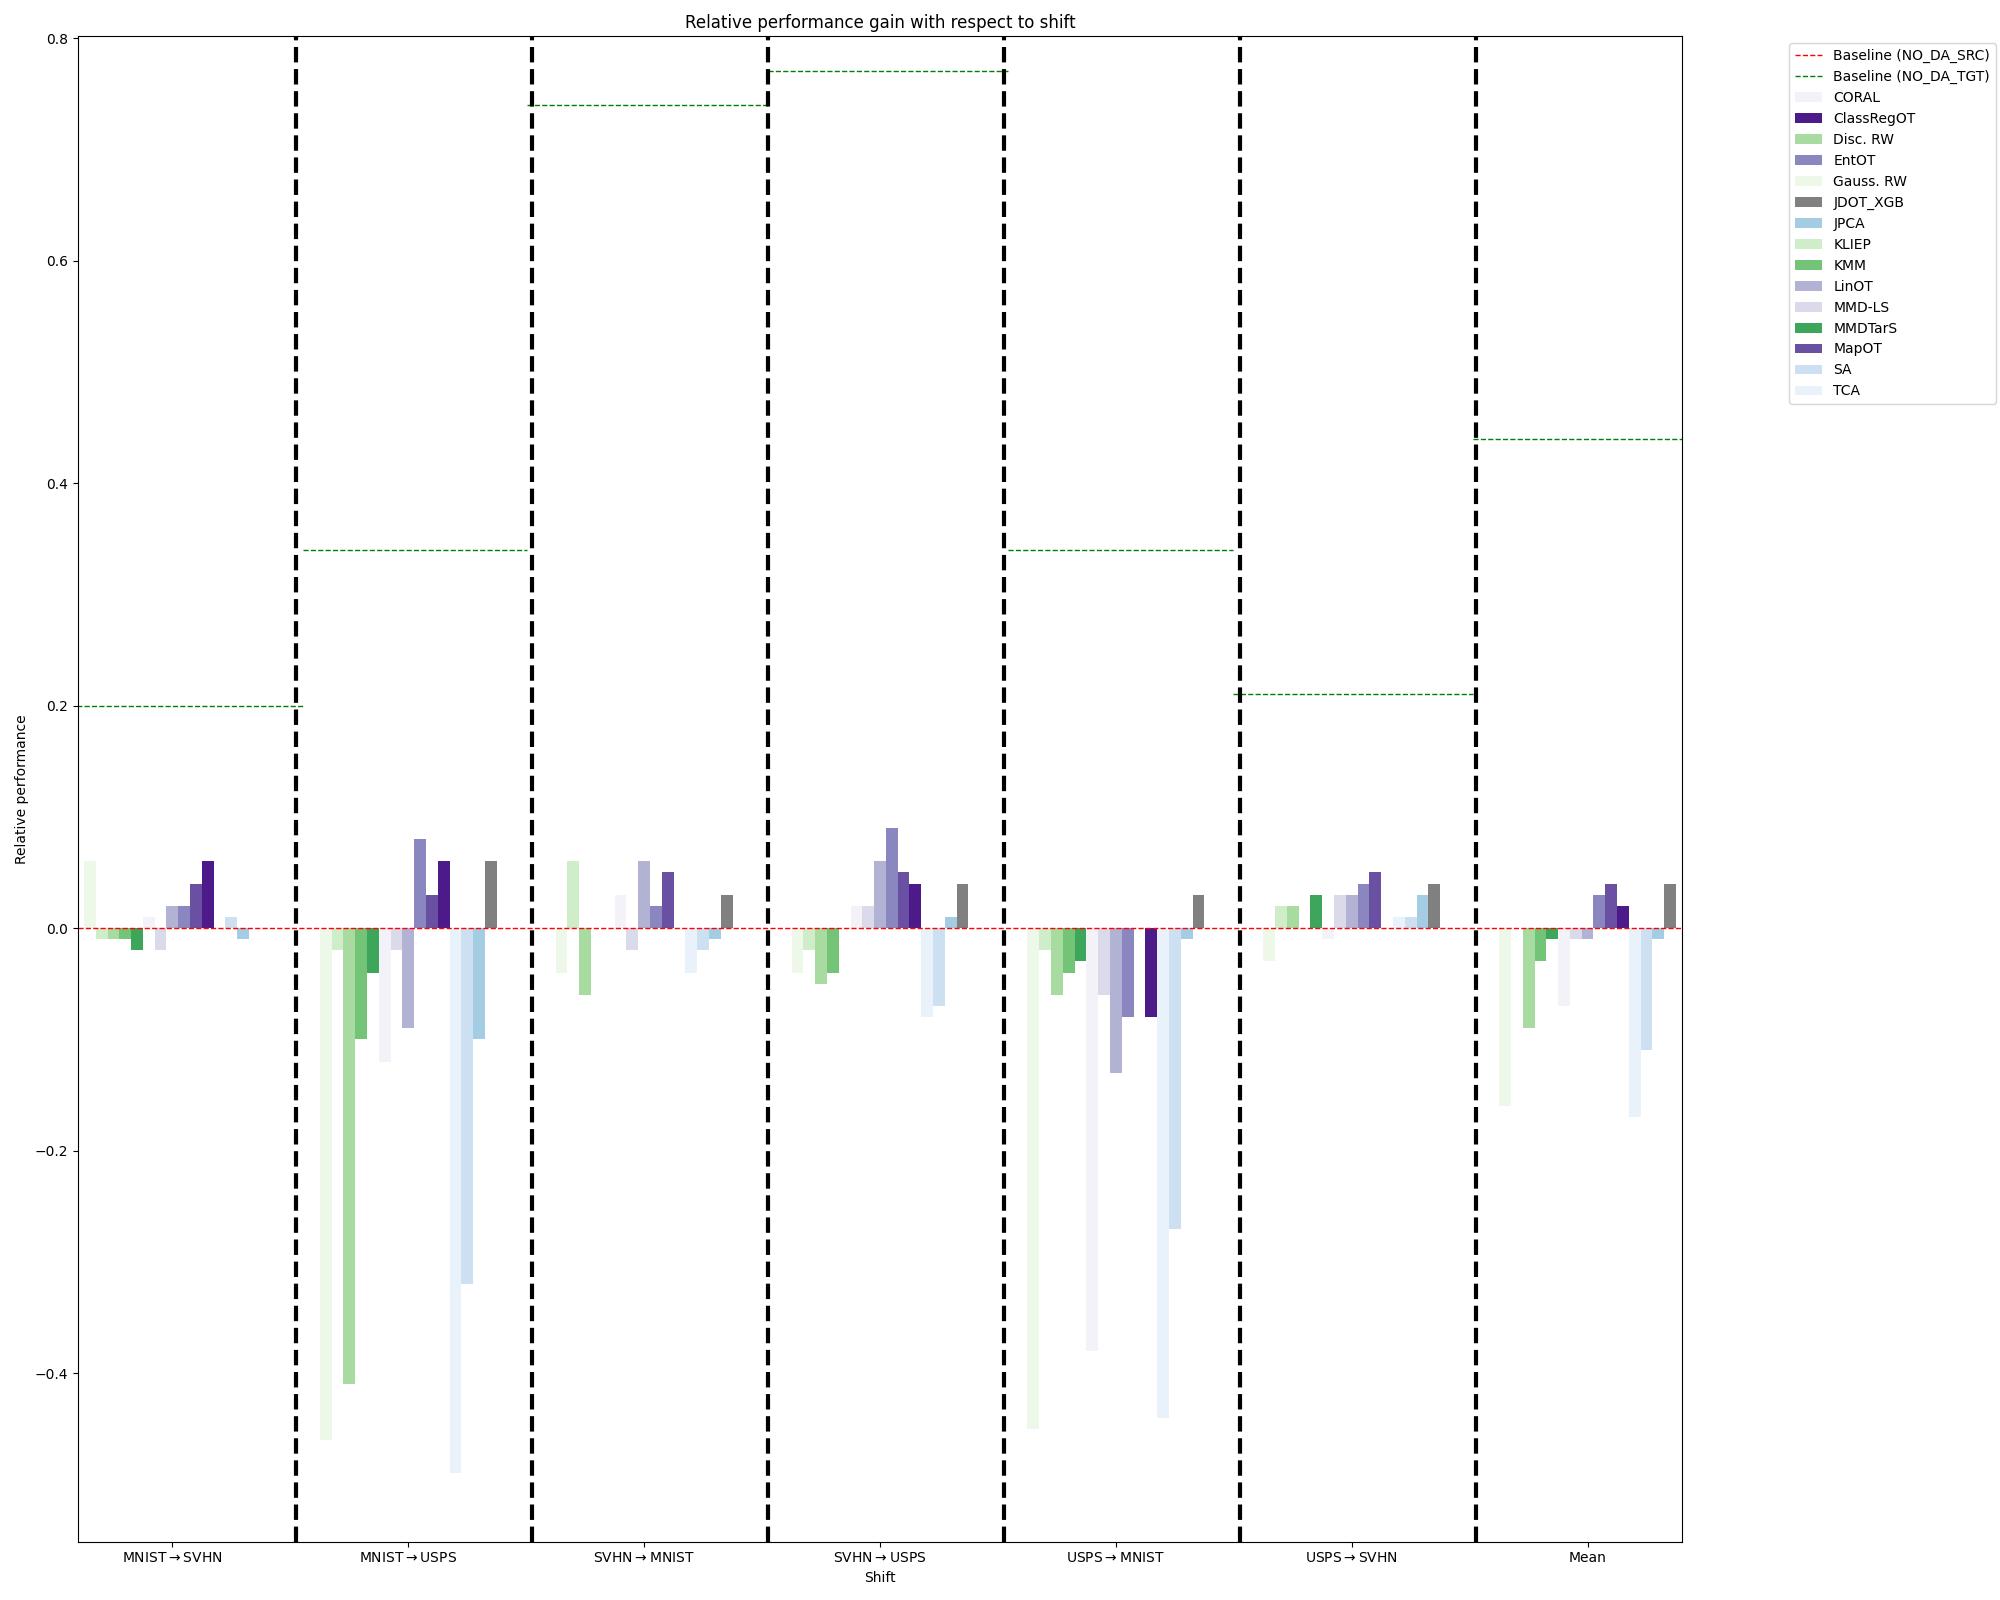 Relative performance gain with respect to shift
0.8
0.6
0.4
0.2
0.0
−0.2
−0.4
Relative performance
MNIST→SVHN
MNIST→USPS
SVHN→MNIST
SVHN→USPS
USPS→MNIST
USPS→SVHN
Mean
Shift
Baseline (NO_DA_SRC)
Baseline (NO_DA_TGT)
CORAL
ClassRegOT
Disc. RW
EntOT
Gauss. RW
JDOT_XGB
JPCA
KLIEP
KMM
LinOT
MMD-LS
MMDTarS
MapOT
SA
TCA